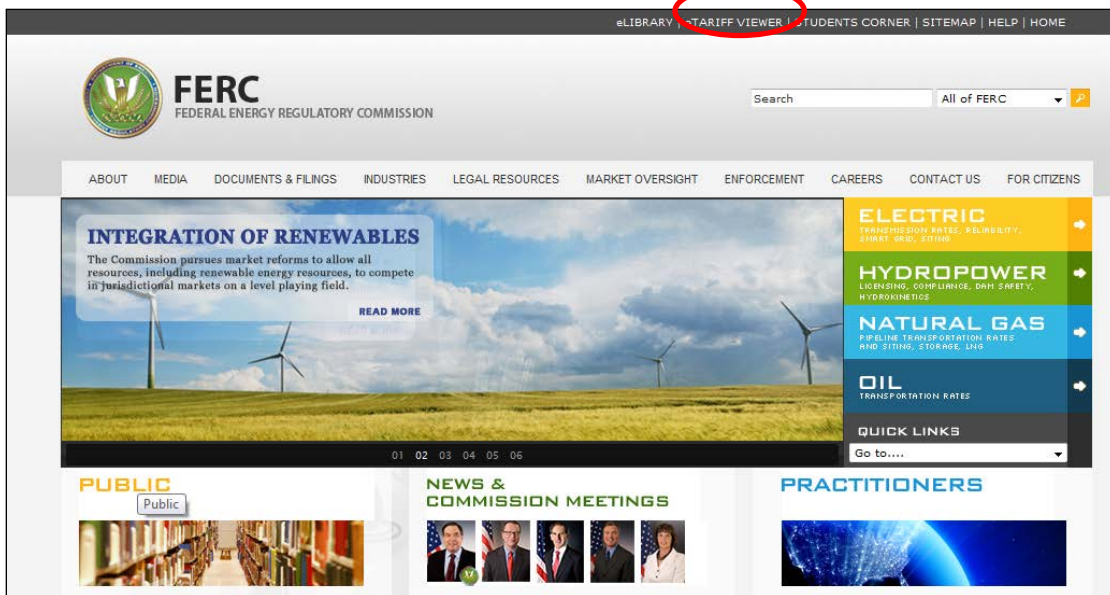 eLIBRARY | eTARIFF VIEWER | STUDENTS CORNER | SITEMAP | HELP | HOME
FERC
FEDERAL ENERGY REGULATORY COMMISSION
Search
All of FERC
ABOUT MEDIA DOCUMENTS & FILINGS INDUSTRIES LEGAL RESOURCES MARKET OVERSIGHT ENFORCEMENT CAREERS CONTACT US FOR CITIZENS
INTEGRATION OF RENEWABLES
The Commission pursues market reforms to allow all
resources, including renewable energy resources, to compete
in jurisdictional markets on a level playing field.
READ MORE
ELECTRIC
TRANSMISSION RATES, RELIABILITY,
SMART GRID, SITING
HYDROPOWER
LICENSING, COMPLIANCE, DAM SAFETY,
HYDROKINETICS
NATURAL GAS
PIPELINE TRANSPORTATION RATES
AND SITING, STORAGE, LNG
OIL
TRANSPORTATION RATES
QUICK LINKS
Go to....
01 02 03 04 05 06
PUBLIC
Public
NEWS &
COMMISSION MEETINGS
PRACTITIONERS